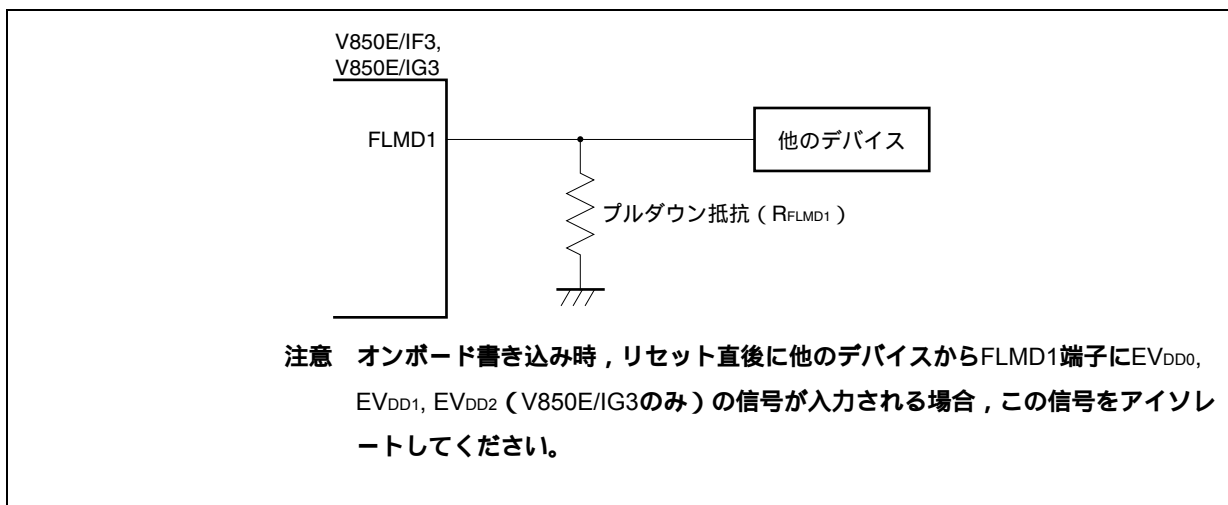 V850E/IF3,
V850E/IG3
FLMD1
他のデバイス
プルダウン抵抗（RFLMD1）
注意 オンボード書き込み時，リセット直後に他のデバイスからFLMD1端子にEVDD0,
EVDD1, EVDD2（V850E/IG3のみ）の信号が入力される場合，この信号をアイソレ
ートしてください。